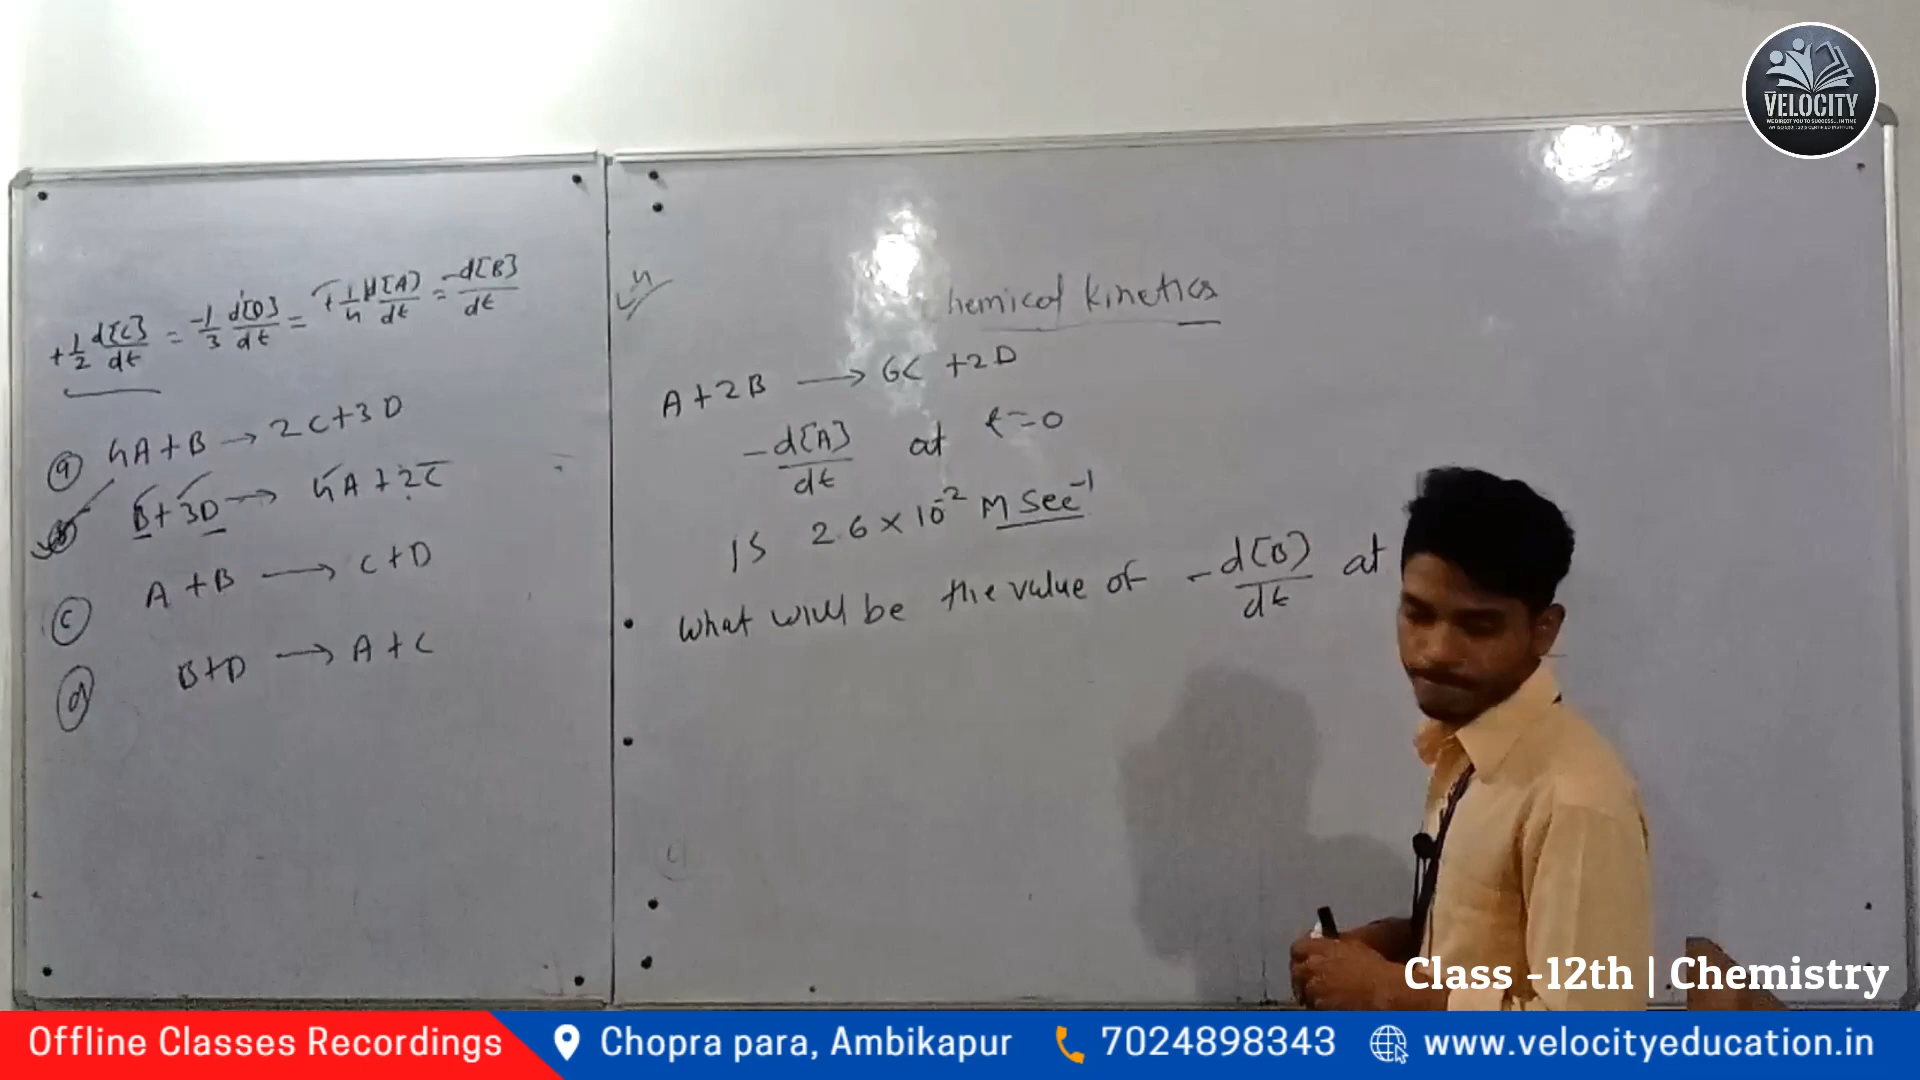 VELOCITY
+1/2 d[C]/dt = -1/3 d[D]/dt = +1/4 d[A]/dt = -d[B]/dt
(a) 4A + B → 2C + 3D
(b) B + 3D → 4A + 2C
(c) A + B → C + D
(d) B + D → A + C
4
hemical kinetics
A + 2B → 6C + 2D
-d[A]/dt at t=0
is 2.6 × 10⁻² M Sec⁻¹
What will be the value of -d[B]/dt at
Class -12th | Chemistry
Offline Classes Recordings
Chopra para, Ambikapur
7024898343
www.velocityeducation.in